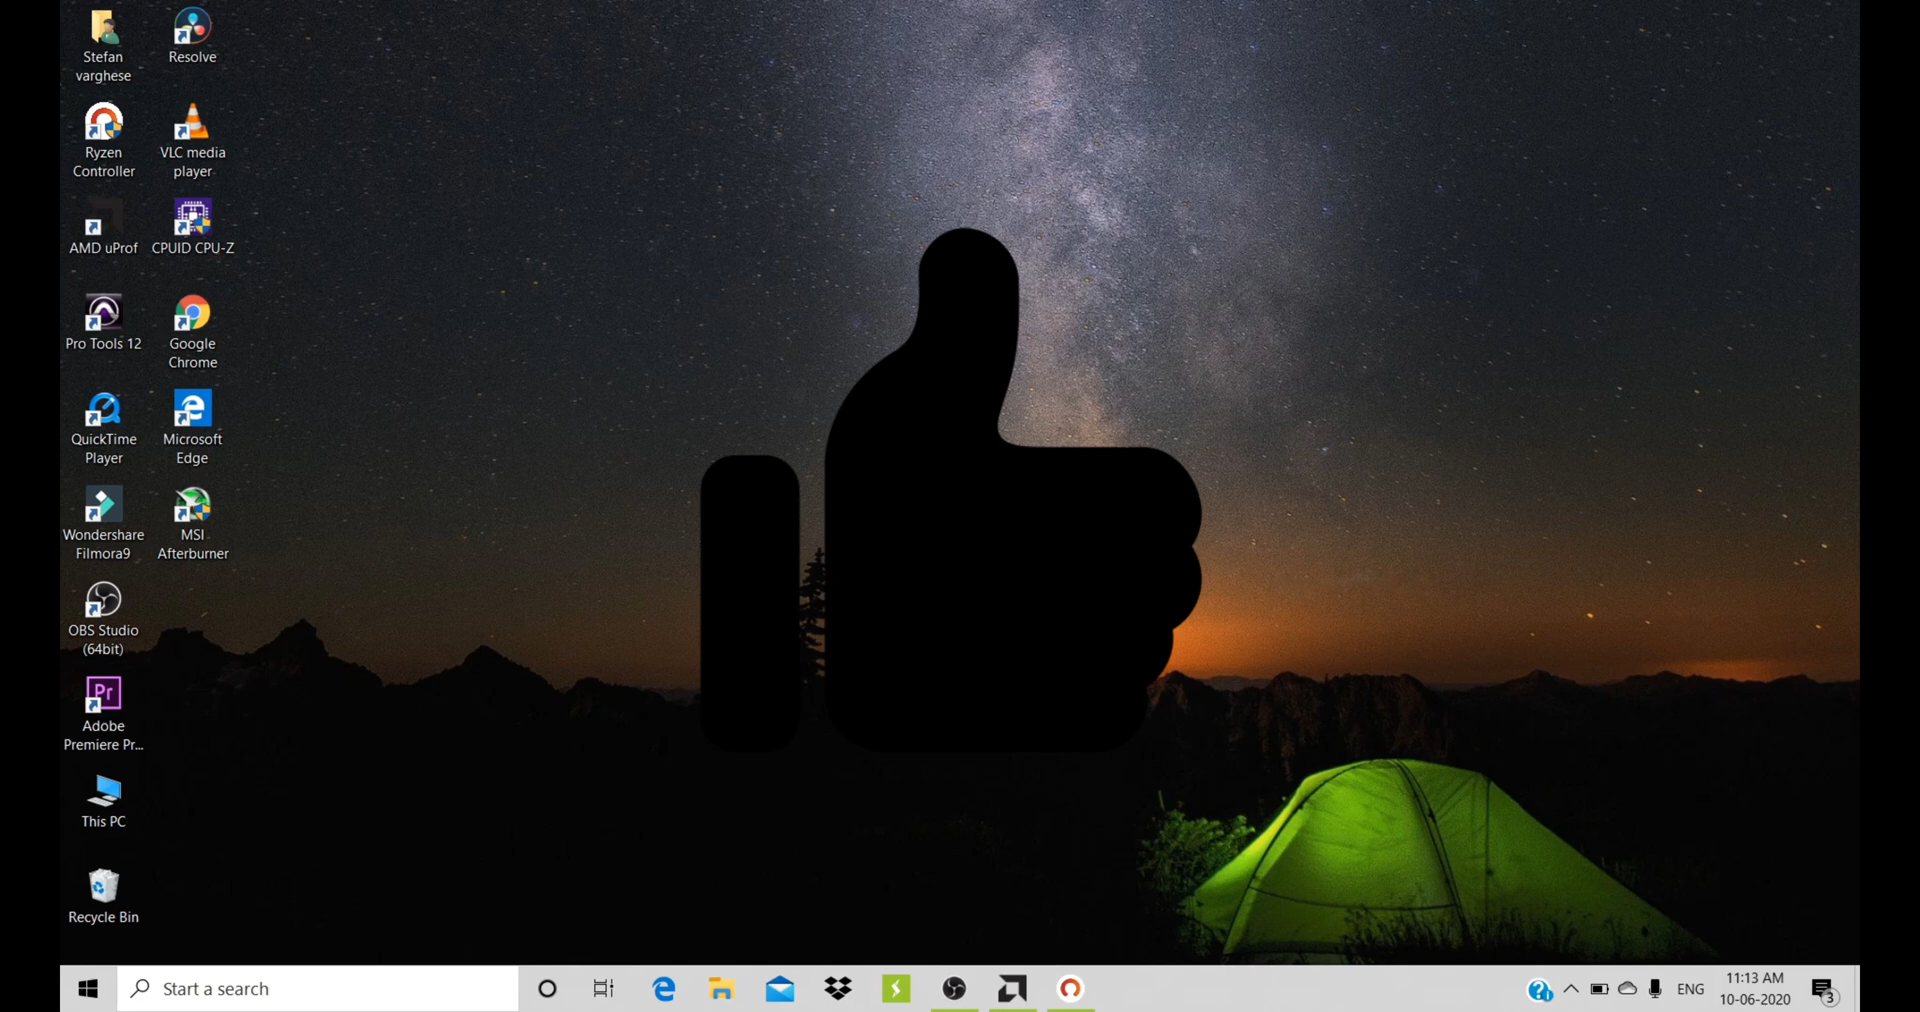 Stefan
varghese
Resolve
Ryzen
Controller
VLC media
player
AMD uProf
CPUID CPU-Z
Pro Tools 12
Google
Chrome
QuickTime
Player
Microsoft
Edge
Wondershare
Filmora9
MSI
Afterburner
OBS Studio
(64bit)
Pr
Adobe
Premiere Pr...
This PC
Recycle Bin
Start a search
ENG
11:13 AM
10-06-2020
3